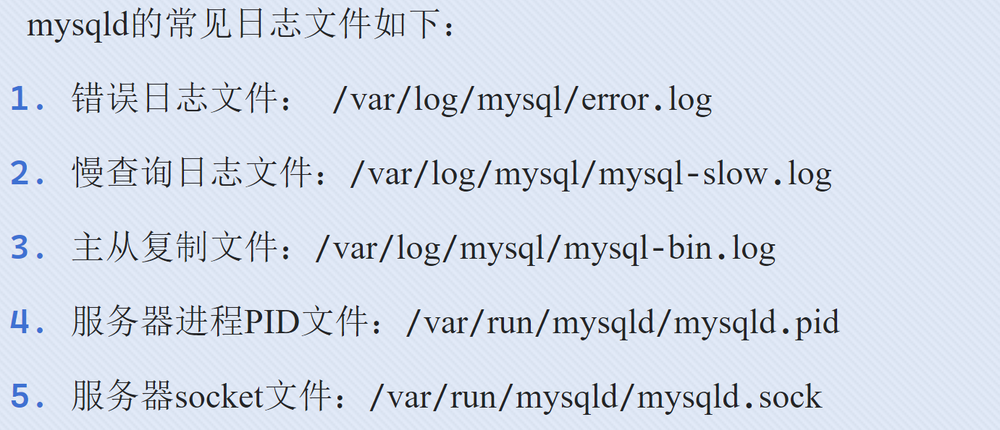 mysqld的常见日志文件如下：
1. 错误日志文件： /var/log/mysql/error.log
2. 慢查询日志文件：/var/log/mysql/mysql-slow.log
3. 主从复制文件：/var/log/mysql/mysql-bin.log
4. 服务器进程PID文件：/var/run/mysqld/mysqld.pid
5. 服务器socket文件：/var/run/mysqld/mysqld.sock